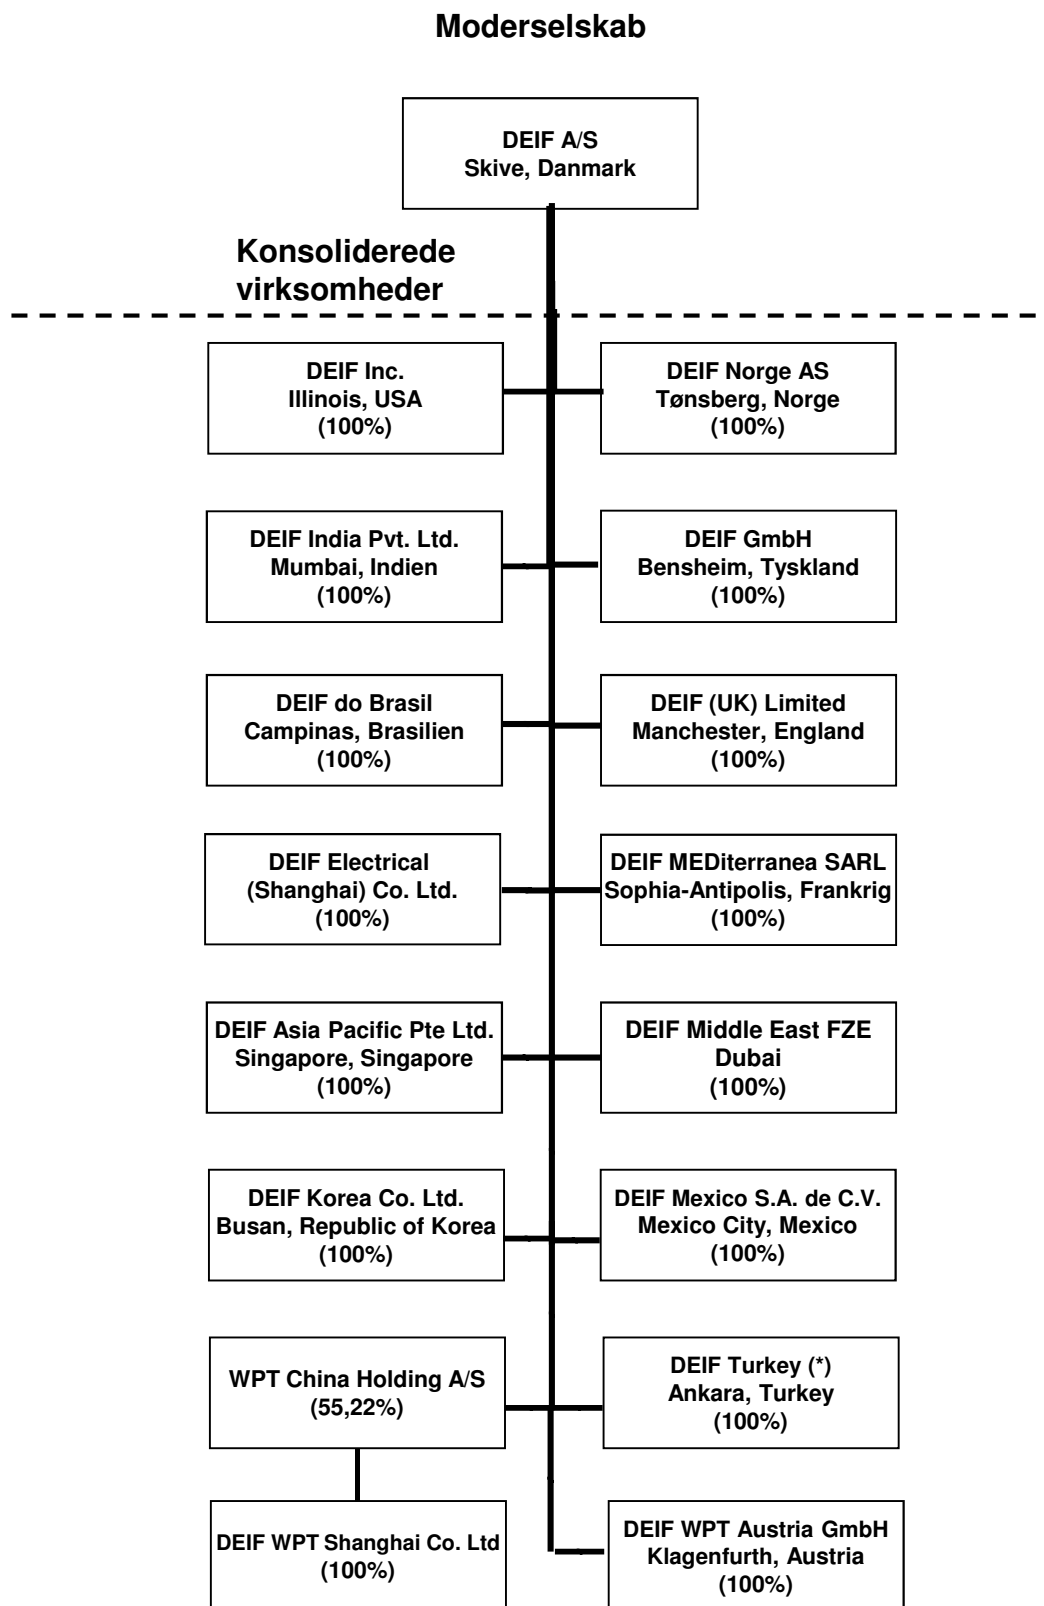 Moderselskab
DEIF A/S
Skive, Danmark
Konsoliderede
virksomheder
DEIF Inc.
Illinois, USA
(100%)
DEIF Norge AS
Tønsberg, Norge
(100%)
DEIF India Pvt. Ltd.
Mumbai, Indien
(100%)
DEIF GmbH
Bensheim, Tyskland
(100%)
DEIF do Brasil
Campinas, Brasilien
(100%)
DEIF (UK) Limited
Manchester, England
(100%)
DEIF Electrical
(Shanghai) Co. Ltd.
(100%)
DEIF MEDiterranea SARL
Sophia-Antipolis, Frankrig
(100%)
DEIF Asia Pacific Pte Ltd.
Singapore, Singapore
(100%)
DEIF Middle East FZE
Dubai
(100%)
DEIF Korea Co. Ltd.
Busan, Republic of Korea
(100%)
DEIF Mexico S.A. de C.V.
Mexico City, Mexico
(100%)
WPT China Holding A/S
(55,22%)
DEIF Turkey (*)
Ankara, Turkey
(100%)
DEIF WPT Shanghai Co. Ltd
(100%)
DEIF WPT Austria GmbH
Klagenfurth, Austria
(100%)